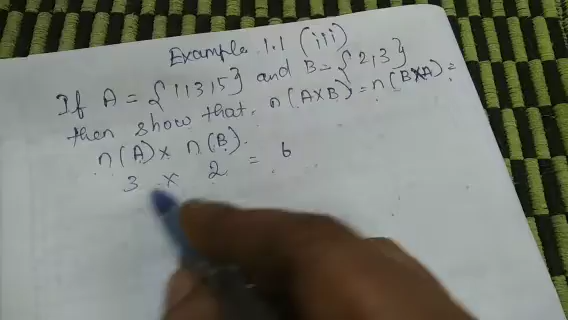 Example 1.1 (iii)
If A = {1,3,5} and B = {2,3}
then show that n(A×B) = n(B×A) =
n(A) × n(B).
3 × 2 = 6